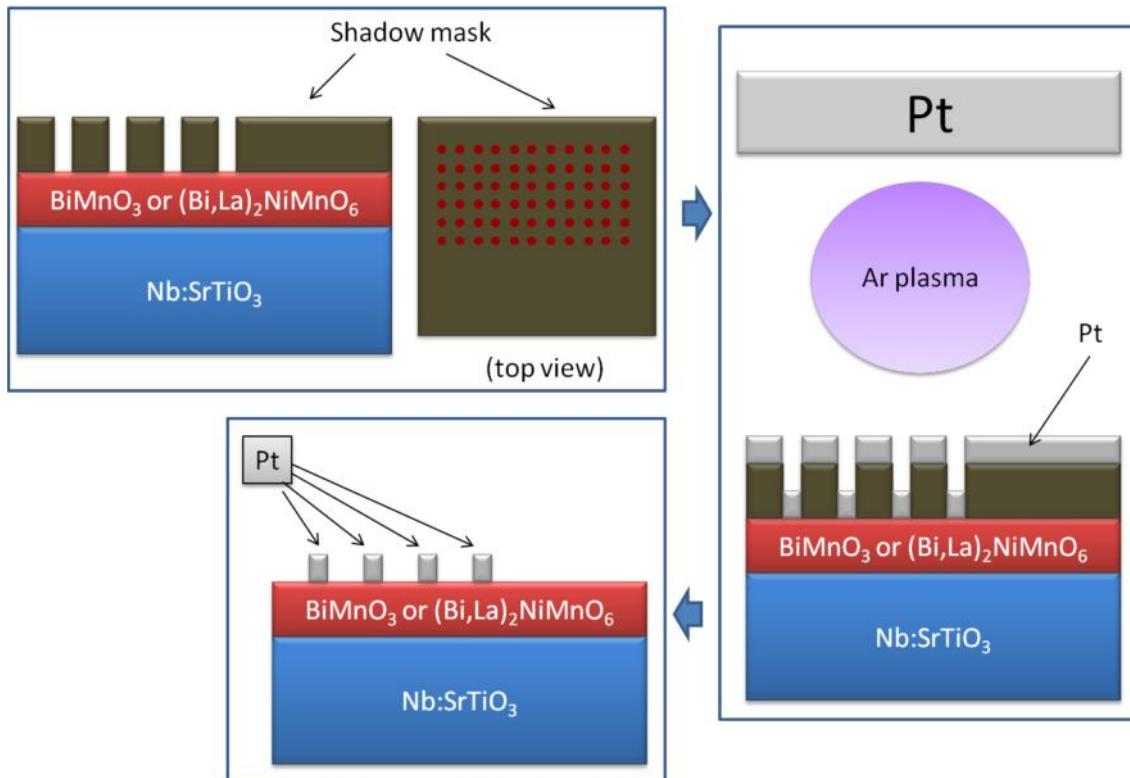 Shadow mask
BiMnO₃ or (Bi,La)₂NiMnO₆
Nb:SrTiO₃
(top view)
Pt
Ar plasma
Pt
BiMnO₃ or (Bi,La)₂NiMnO₆
Nb:SrTiO₃
Pt
BiMnO₃ or (Bi,La)₂NiMnO₆
Nb:SrTiO₃